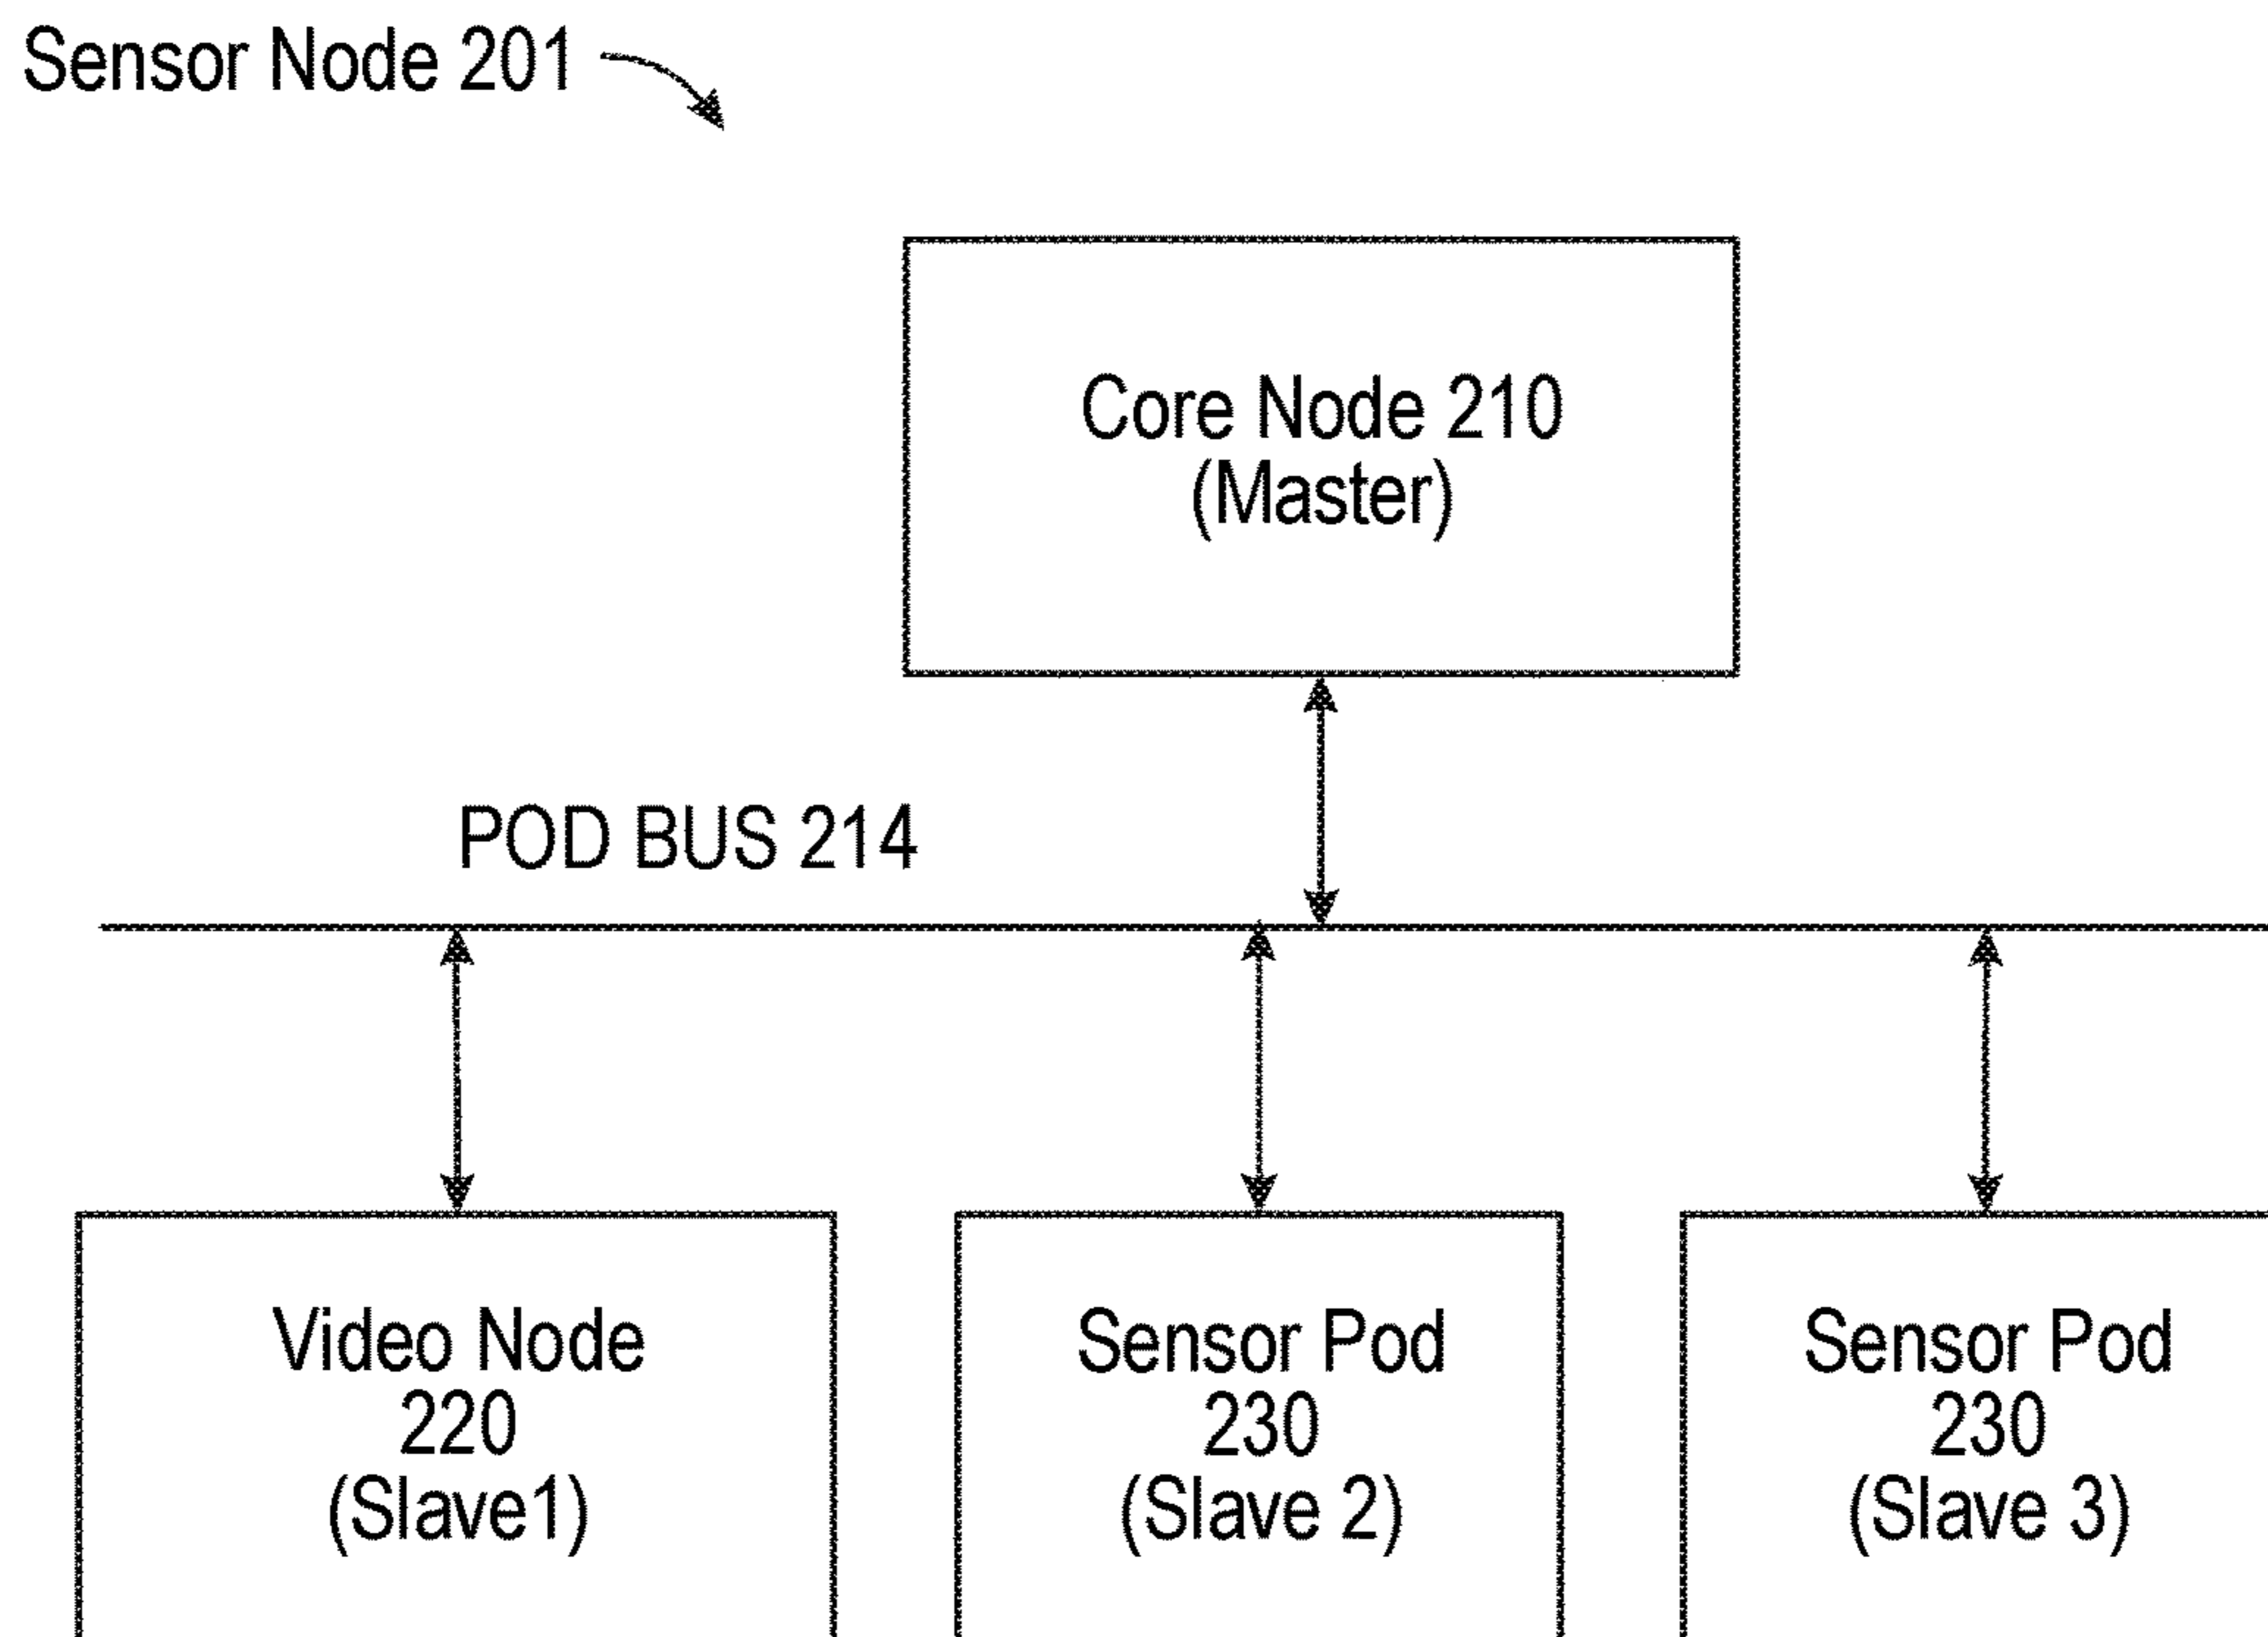 Sensor Node 201
Core Node 210
(Master)
POD BUS 214
Video Node
220
(Slave1)
Sensor Pod
230
(Slave 2)
Sensor Pod
230
(Slave 3)